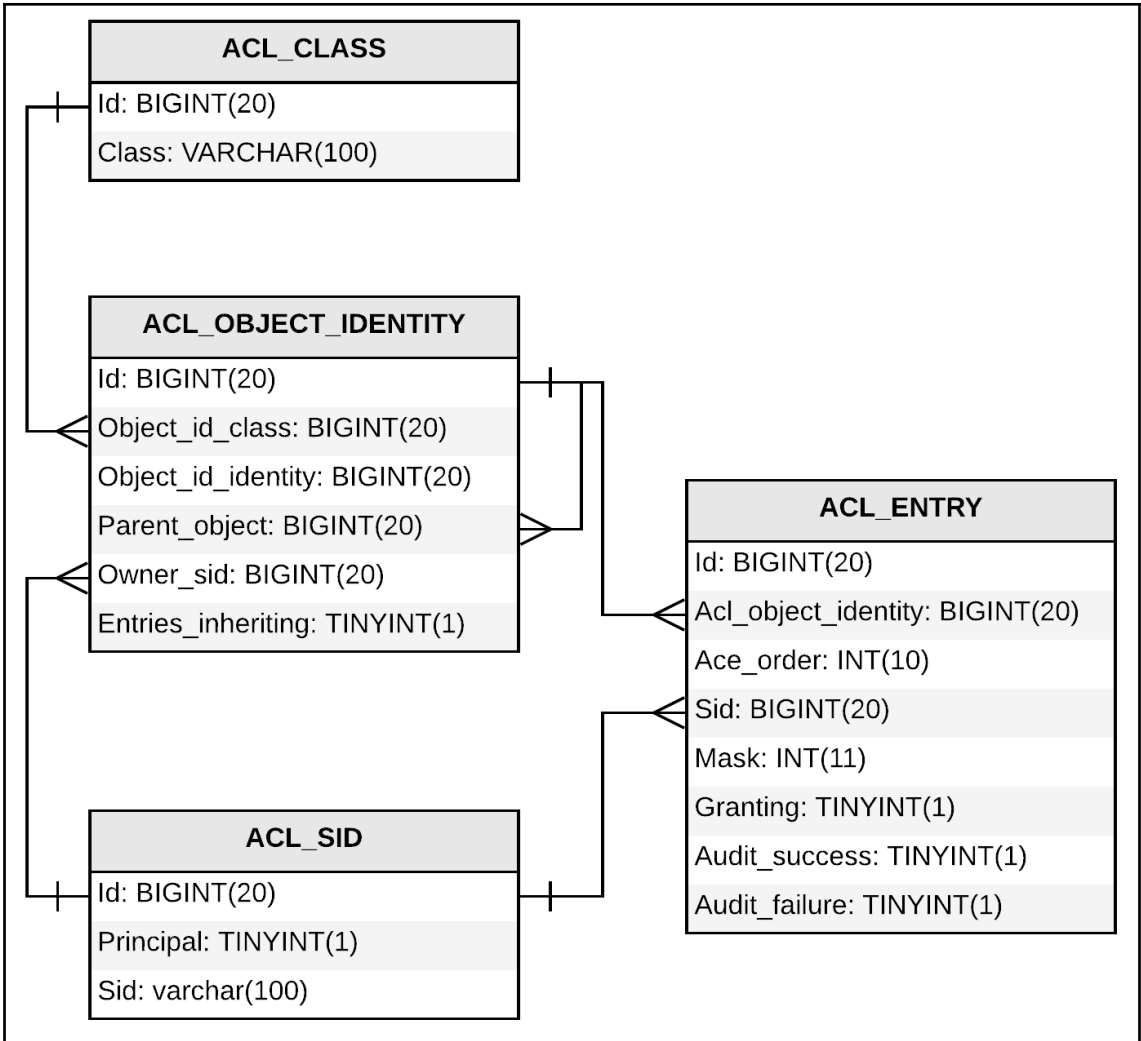 ACL_CLASS
Id: BIGINT(20)
Class: VARCHAR(100)
ACL_OBJECT_IDENTITY
Id: BIGINT(20)
Object_id_class: BIGINT(20)
Object_id_identity: BIGINT(20)
Parent_object: BIGINT(20)
Owner_sid: BIGINT(20)
Entries_inheriting: TINYINT(1)
ACL_ENTRY
Id: BIGINT(20)
Acl_object_identity: BIGINT(20)
Ace_order: INT(10)
Sid: BIGINT(20)
Mask: INT(11)
Granting: TINYINT(1)
Audit_success: TINYINT(1)
Audit_failure: TINYINT(1)
ACL_SID
Id: BIGINT(20)
Principal: TINYINT(1)
Sid: varchar(100)